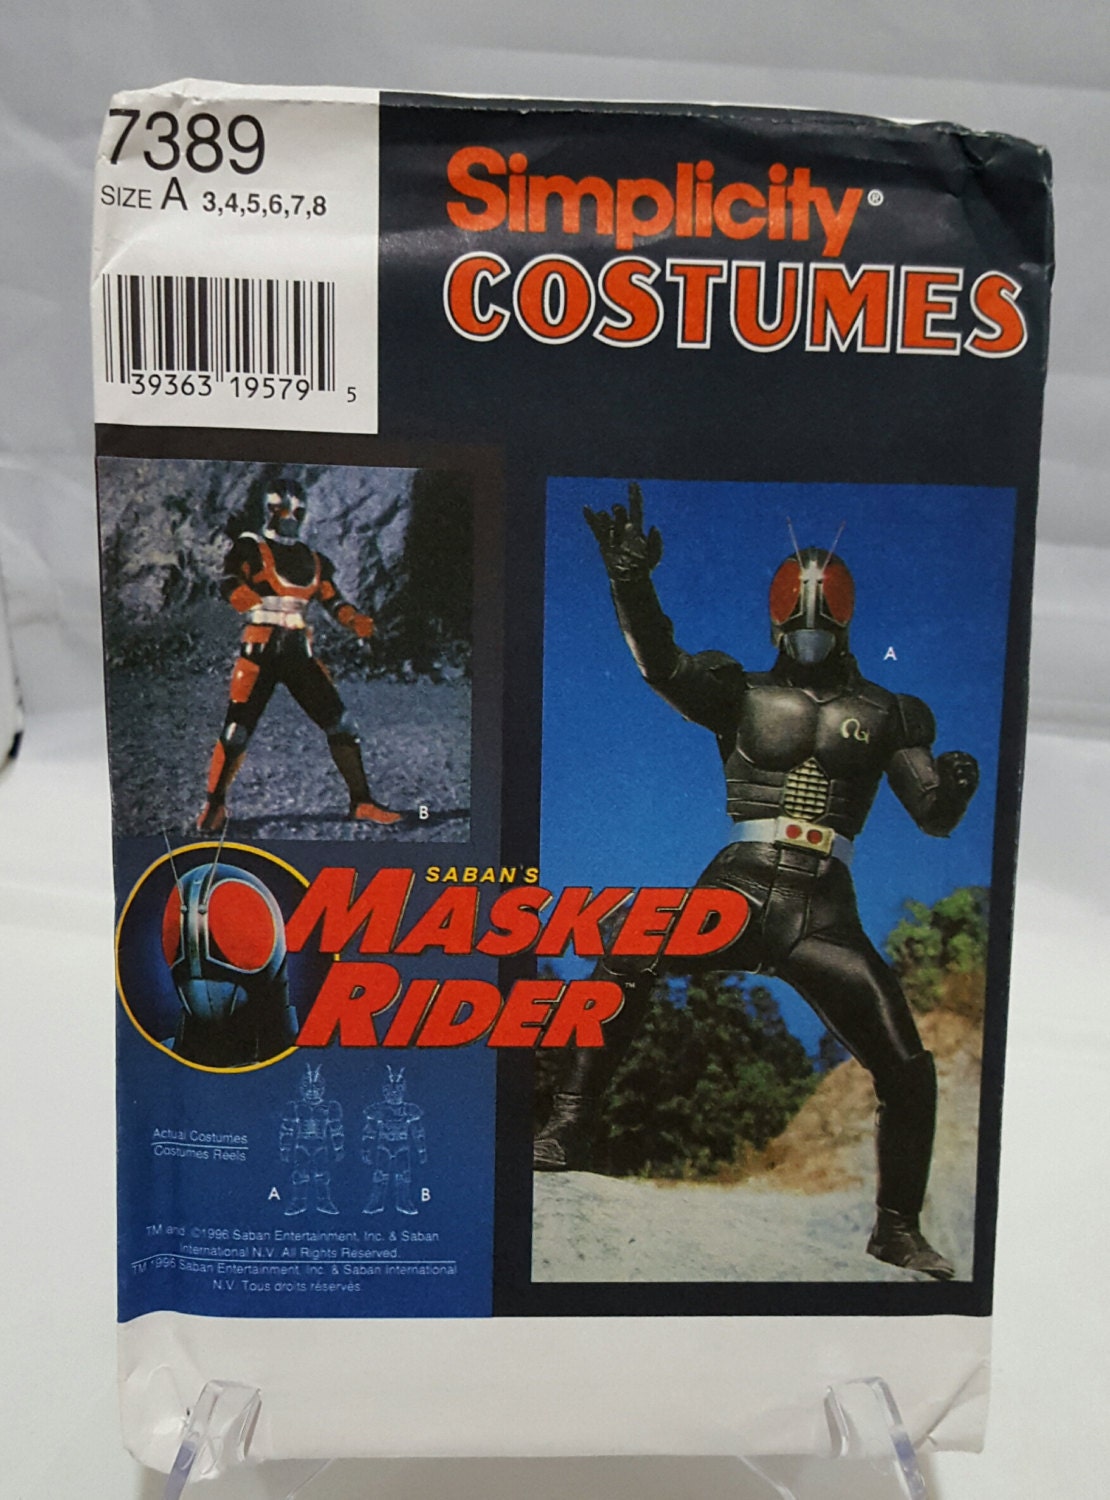 7389
SIZE A 3,4,5,6,7,8
39363 19579 5
Simplicity®
COSTUMES
A
B
SABAN'S
MASKED
RIDER™
Actual Costumes
Costumes Réels
A
B
TM and ©1996 Saban Entertainment, Inc. & Saban
International N.V. All Rights Reserved.
TM 1996 Saban Entertainment, Inc. & Saban International
N.V. Tous droits réservés